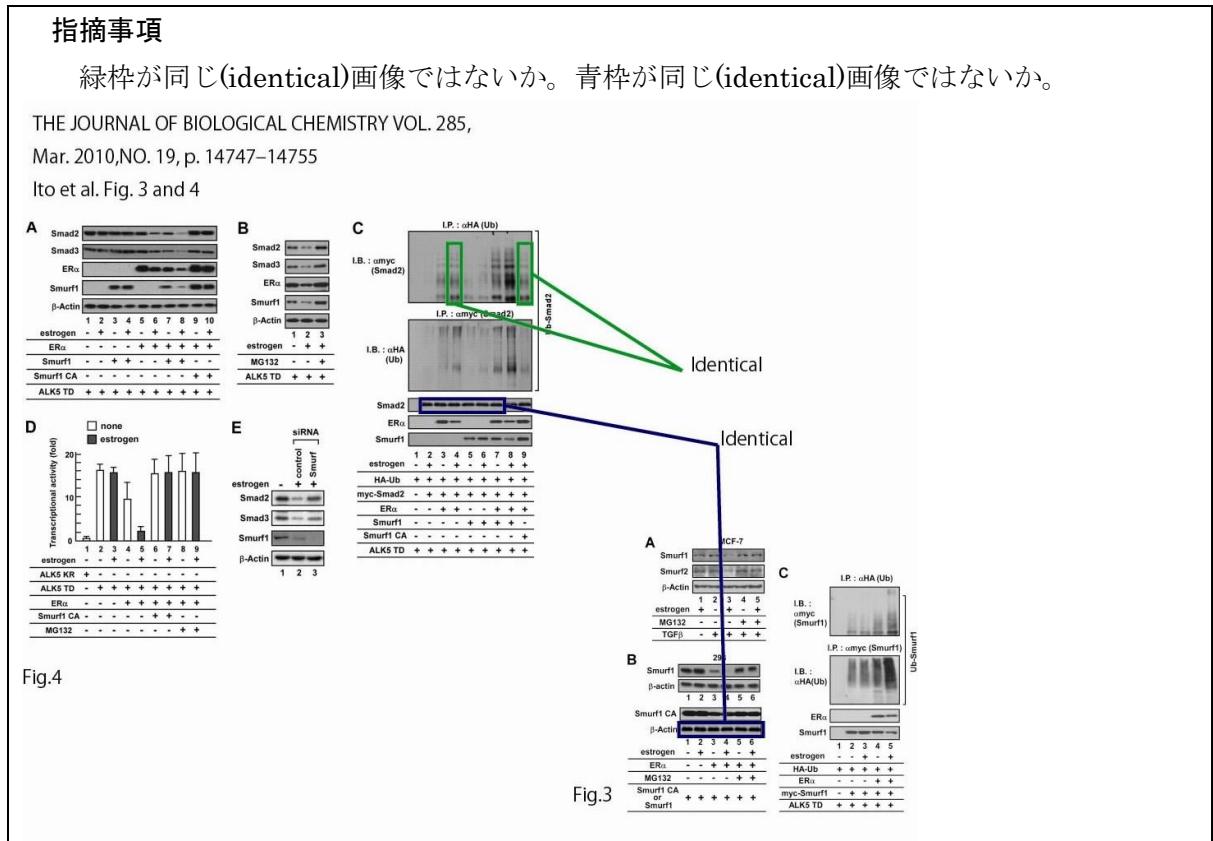 指摘事項
緑枠が同じ(identical)画像ではないか。青枠が同じ(identical)画像ではないか。
THE JOURNAL OF BIOLOGICAL CHEMISTRY VOL. 285,
Mar. 2010,NO. 19, p. 14747–14755
Ito et al. Fig. 3 and 4
A
Smad2
Smad3
ERα
Smurf1
β-Actin
1 2 3 4 5 6 7 8 9 10
estrogen - + - + - + - + - +
ERα - - - - + + + + + +
Smurf1 - - + + - - + + - -
Smurf1 CA - - - - - - - - + +
ALK5 TD + + + + + + + + + +
B
Smad2
Smad3
ERα
Smurf1
β-Actin
1 2 3
estrogen - + +
MG132 - - +
ALK5 TD + + +
C
I.P. : αHA (Ub)
I.B. : αmyc
(Smad2)
I.P. : αmyc (Smad2)
I.B. : αHA
(Ub)
Ub-Smad2
Smad2
ERα
Smurf1
1 2 3 4 5 6 7 8 9
estrogen - + - + - + - + +
HA-Ub + + + + + + + + +
myc-Smad2 - + + + + + + + +
ERα - - + + - - + + +
Smurf1 - - - - + + + + -
Smurf1 CA - - - - - - - - +
ALK5 TD + + + + + + + + +
Identical
Identical
D
none
estrogen
Transcriptional activity (fold)
20
10
0
1 2 3 4 5 6 7 8 9
estrogen - - + - + - + - +
ALK5 KR + - - - - - - - -
ALK5 TD - + + + + + + + +
ERα - - - + + + + + +
Smurf1 CA - - - - - + + - -
MG132 - - - - - - - + +
E
siRNA
control
Smurf
estrogen - + +
Smad2
Smad3
Smurf1
β-Actin
1 2 3
Fig.4
A
MCF-7
Smurf1
Smurf2
β-Actin
1 2 3 4 5
estrogen + - + - +
MG132 - - - + +
TGFβ - + + + +
B
293
Smurf1
β-actin
1 2 3 4 5 6
Smurf1 CA
β-Actin
1 2 3 4 5 6
estrogen - + - + - +
ERα - - + + + +
MG132 - - - - + +
Smurf1 CA
or
Smurf1
+ + + + + +
C
I.P. : αHA (Ub)
I.B. :
αmyc
(Smurf1)
I.P. : αmyc (Smurf1)
I.B. :
αHA(Ub)
Ub-Smurf1
ERα
Smurf1
1 2 3 4 5
estrogen - - + - +
HA-Ub + + + + +
ERα - - - + +
myc-Smurf1 - + + + +
ALK5 TD + + + + +
Fig.3